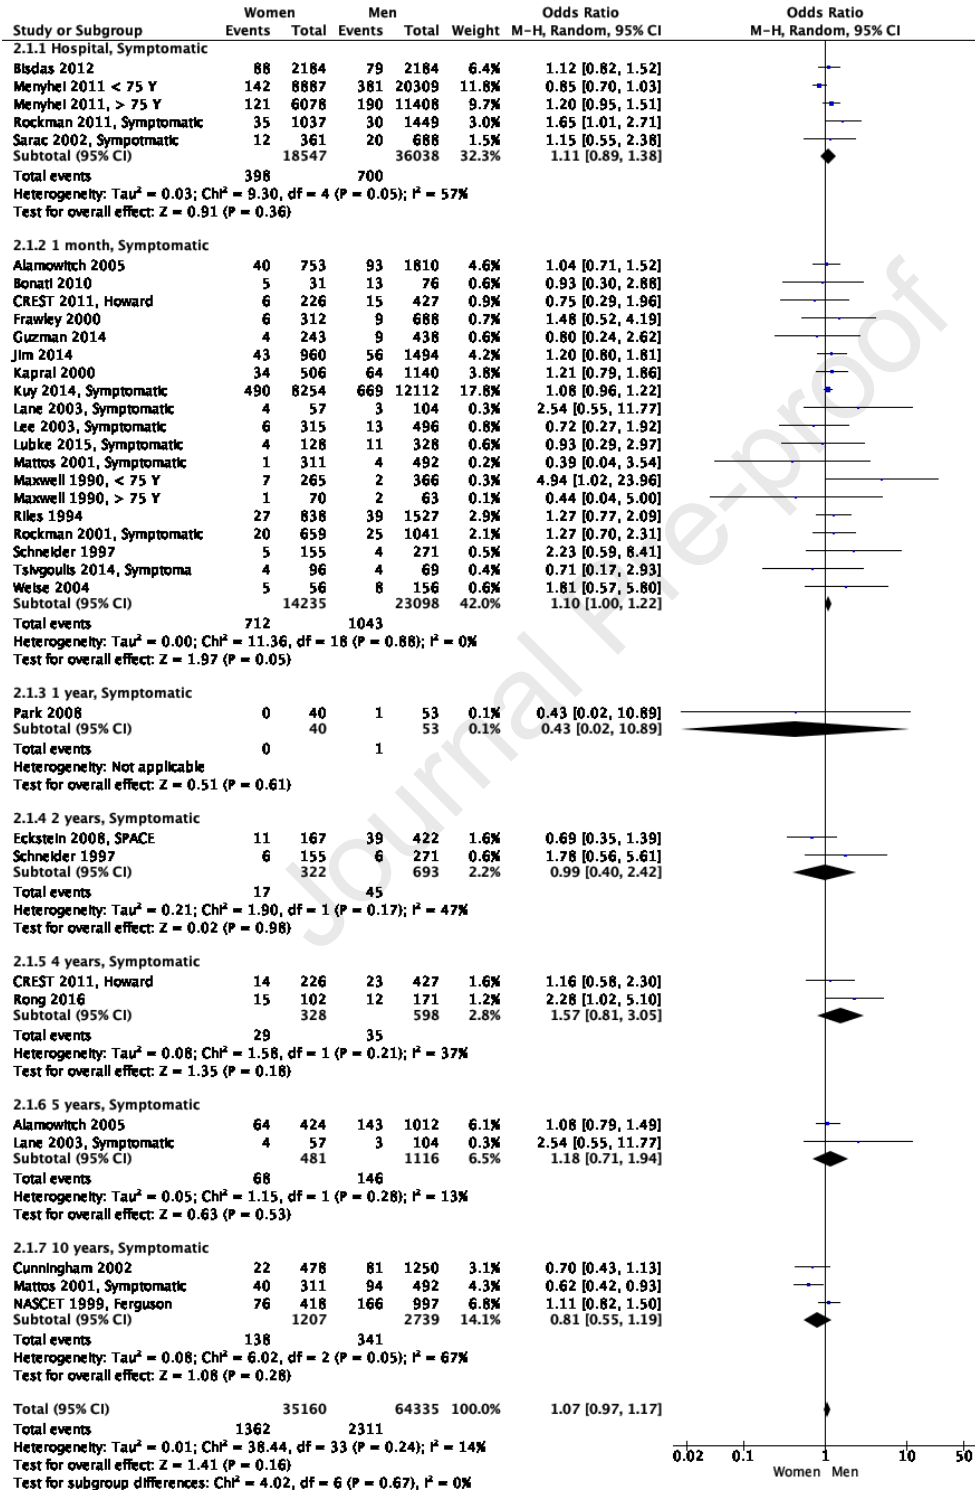 Women Men Odds Ratio Odds Ratio
Study or Subgroup Events Total Events Total Weight M-H, Random, 95% CI M-H, Random, 95% CI
2.1.1 Hospital, Symptomatic
Bisdas 2012 88 2184 79 2184 6.4% 1.12 [0.82, 1.52]
Menyhei 2011 < 75 Y 142 8887 381 20309 11.8% 0.85 [0.70, 1.03]
Menyhei 2011, > 75 Y 121 6078 190 11408 9.7% 1.20 [0.95, 1.51]
Rockman 2011, Symptomatic 35 1037 30 1449 3.0% 1.65 [1.01, 2.71]
Sarac 2002, Sympotmatic 12 361 20 688 1.5% 1.15 [0.55, 2.38]
Subtotal (95% CI) 18547 36038 32.3% 1.11 [0.89, 1.38]
Total events 398 700
Heterogeneity: Tau² = 0.03; Chi² = 9.30, df = 4 (P = 0.05); I² = 57%
Test for overall effect: Z = 0.91 (P = 0.36)
2.1.2 1 month, Symptomatic
Alamowitch 2005 40 753 93 1810 4.6% 1.04 [0.71, 1.52]
Bonati 2010 5 31 13 76 0.6% 0.93 [0.30, 2.88]
CREST 2011, Howard 6 226 15 427 0.9% 0.75 [0.29, 1.96]
Frawley 2000 6 312 9 688 0.7% 1.48 [0.52, 4.19]
Guzman 2014 4 243 9 438 0.6% 0.80 [0.24, 2.62]
Jim 2014 43 960 56 1494 4.2% 1.20 [0.80, 1.81]
Kapral 2000 34 506 64 1140 3.8% 1.21 [0.79, 1.86]
Kuy 2014, Symptomatic 490 8254 669 12112 17.8% 1.08 [0.96, 1.22]
Lane 2003, Symptomatic 4 57 3 104 0.3% 2.54 [0.55, 11.77]
Lee 2003, Symptomatic 6 315 13 496 0.8% 0.72 [0.27, 1.92]
Lubke 2015, Symptomatic 4 128 11 328 0.6% 0.93 [0.29, 2.97]
Mattos 2001, Symptomatic 1 311 4 492 0.2% 0.39 [0.04, 3.54]
Maxwell 1990, < 75 Y 7 265 2 366 0.3% 4.94 [1.02, 23.96]
Maxwell 1990, > 75 Y 1 70 2 63 0.1% 0.44 [0.04, 5.00]
Riles 1994 27 838 39 1527 2.9% 1.27 [0.77, 2.09]
Rockman 2001, Symptomatic 20 659 25 1041 2.1% 1.27 [0.70, 2.31]
Schneider 1997 5 155 4 271 0.5% 2.23 [0.59, 8.41]
Tsivgoulis 2014, Symptoma 4 96 4 69 0.4% 0.71 [0.17, 2.93]
Weise 2004 5 56 8 156 0.6% 1.81 [0.57, 5.80]
Subtotal (95% CI) 14235 23098 42.0% 1.10 [1.00, 1.22]
Total events 712 1043
Heterogeneity: Tau² = 0.00; Chi² = 11.36, df = 18 (P = 0.88); I² = 0%
Test for overall effect: Z = 1.97 (P = 0.05)
2.1.3 1 year, Symptomatic
Park 2008 0 40 1 53 0.1% 0.43 [0.02, 10.89]
Subtotal (95% CI) 40 53 0.1% 0.43 [0.02, 10.89]
Total events 0 1
Heterogeneity: Not applicable
Test for overall effect: Z = 0.51 (P = 0.61)
2.1.4 2 years, Symptomatic
Eckstein 2008, SPACE 11 167 39 422 1.6% 0.69 [0.35, 1.39]
Schneider 1997 6 155 6 271 0.6% 1.78 [0.56, 5.61]
Subtotal (95% CI) 322 693 2.2% 0.99 [0.40, 2.42]
Total events 17 45
Heterogeneity: Tau² = 0.21; Chi² = 1.90, df = 1 (P = 0.17); I² = 47%
Test for overall effect: Z = 0.02 (P = 0.98)
2.1.5 4 years, Symptomatic
CREST 2011, Howard 14 226 23 427 1.6% 1.16 [0.58, 2.30]
Rong 2016 15 102 12 171 1.2% 2.28 [1.02, 5.10]
Subtotal (95% CI) 328 598 2.8% 1.57 [0.81, 3.05]
Total events 29 35
Heterogeneity: Tau² = 0.08; Chi² = 1.58, df = 1 (P = 0.21); I² = 37%
Test for overall effect: Z = 1.35 (P = 0.18)
2.1.6 5 years, Symptomatic
Alamowitch 2005 64 424 143 1012 6.1% 1.08 [0.79, 1.49]
Lane 2003, Symptomatic 4 57 3 104 0.3% 2.54 [0.55, 11.77]
Subtotal (95% CI) 481 1116 6.5% 1.18 [0.71, 1.94]
Total events 68 146
Heterogeneity: Tau² = 0.05; Chi² = 1.15, df = 1 (P = 0.28); I² = 13%
Test for overall effect: Z = 0.63 (P = 0.53)
2.1.7 10 years, Symptomatic
Cunningham 2002 22 478 81 1250 3.1% 0.70 [0.43, 1.13]
Mattos 2001, Symptomatic 40 311 94 492 4.3% 0.62 [0.42, 0.93]
NASCET 1999, Ferguson 76 418 166 997 6.8% 1.11 [0.82, 1.50]
Subtotal (95% CI) 1207 2739 14.1% 0.81 [0.55, 1.19]
Total events 138 341
Heterogeneity: Tau² = 0.08; Chi² = 6.02, df = 2 (P = 0.05); I² = 67%
Test for overall effect: Z = 1.08 (P = 0.28)
Total (95% CI) 35160 64335 100.0% 1.07 [0.97, 1.17]
Total events 1362 2311
Heterogeneity: Tau² = 0.01; Chi² = 38.44, df = 33 (P = 0.24); I² = 14%
Test for overall effect: Z = 1.41 (P = 0.16)
Test for subgroup differences: Chi² = 4.02, df = 6 (P = 0.67), I² = 0%
0.02 0.1 1 10 50
Women Men
Journal Pre-proof